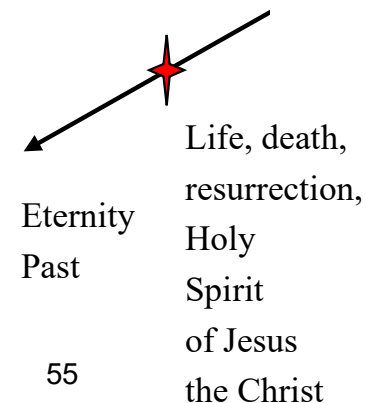 Eternity
Past
Life, death,
resurrection,
Holy
Spirit
of Jesus
the Christ
55